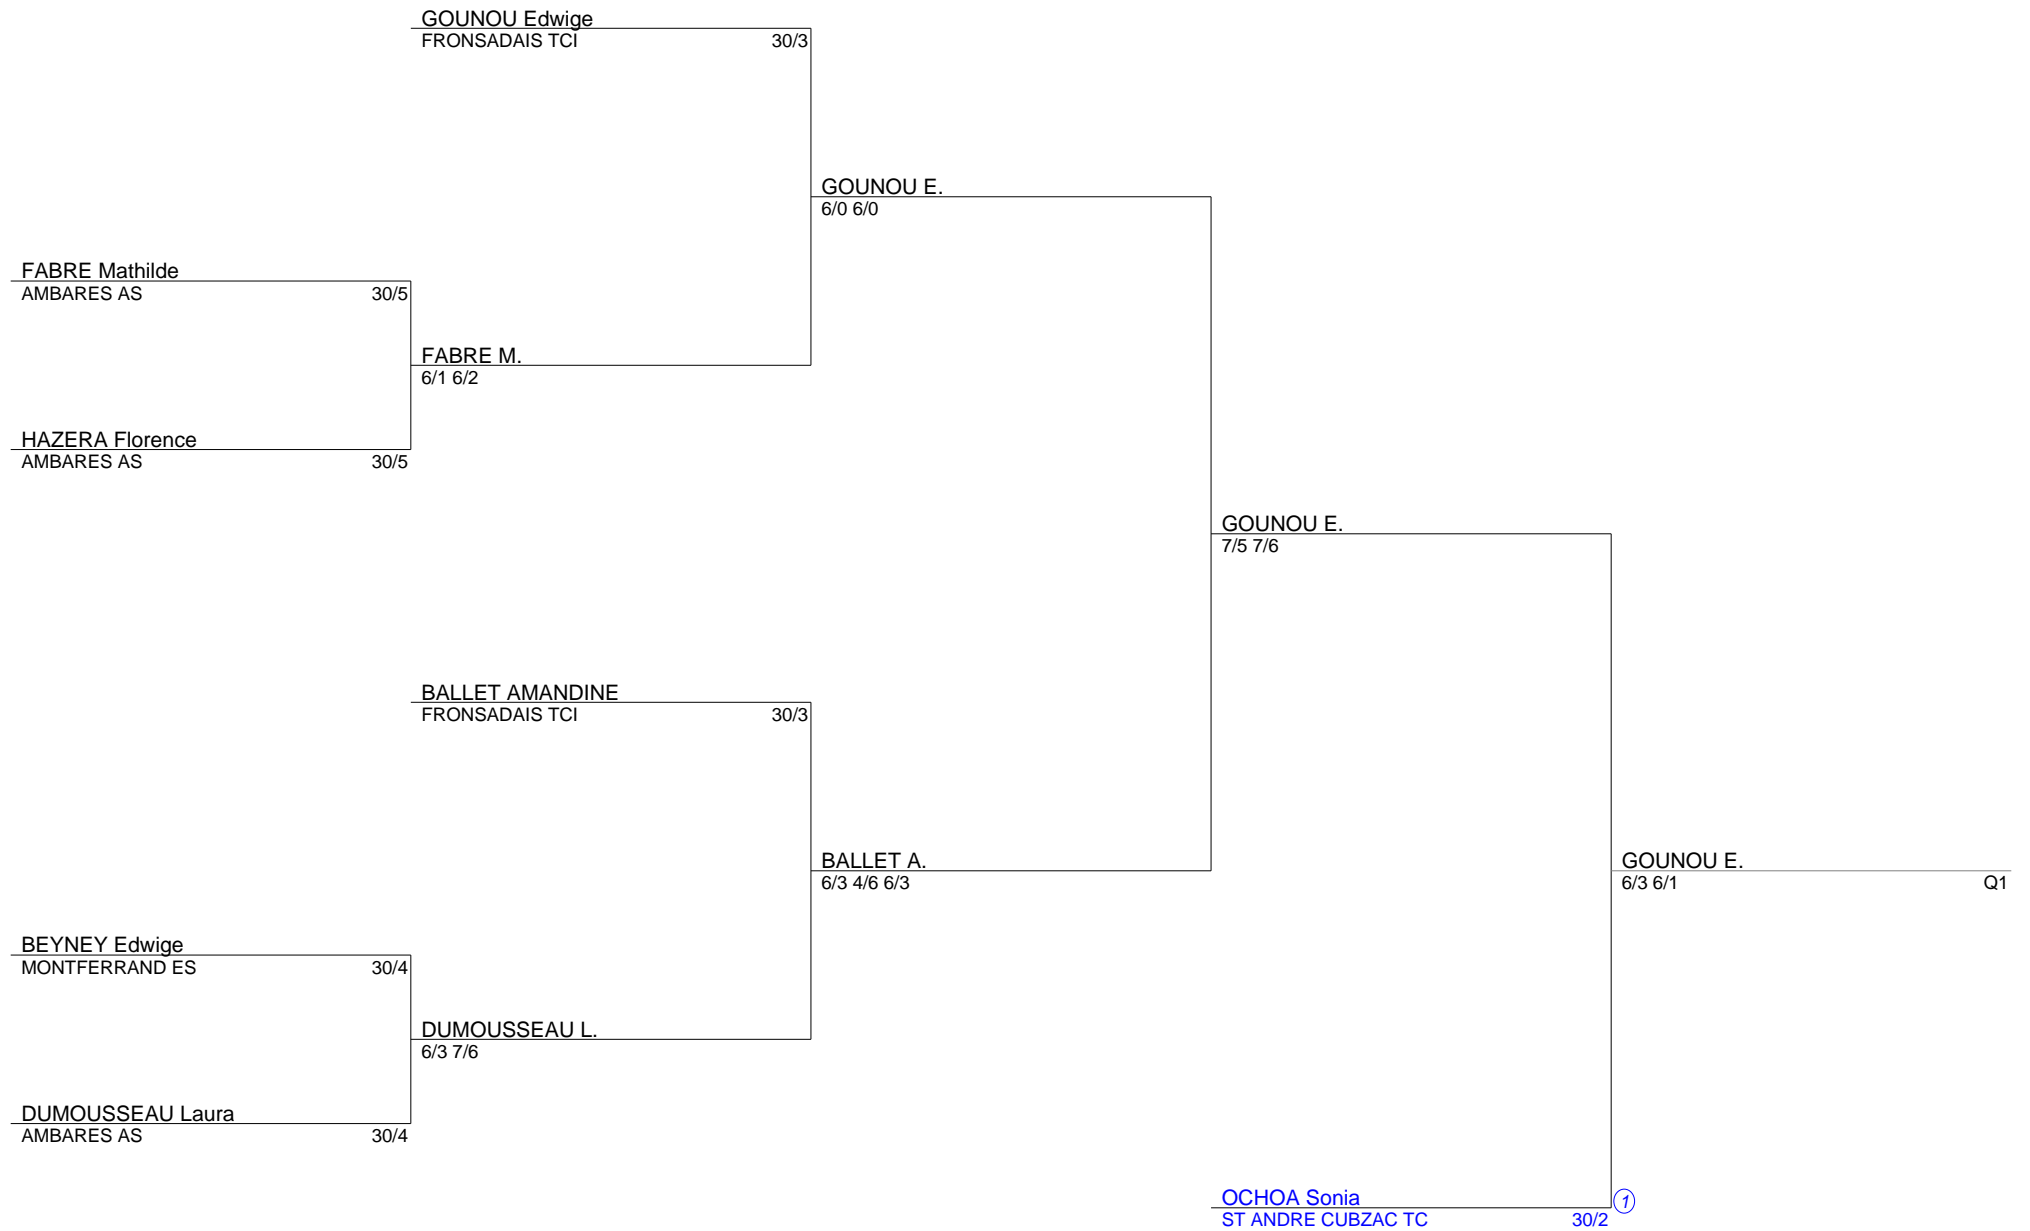 GOUNOU Edwige
FRONSADAIS TCI 30/3
GOUNOU E.
6/0 6/0
FABRE Mathilde
AMBARES AS 30/5
FABRE M.
6/1 6/2
HAZERA Florence
AMBARES AS 30/5
GOUNOU E.
7/5 7/6
BALLET AMANDINE
FRONSADAIS TCI 30/3
BALLET A.
6/3 4/6 6/3
GOUNOU E.
6/3 6/1 Q1
BEYNEY Edwige
MONTFERRAND ES 30/4
DUMOUSSEAU L.
6/3 7/6
DUMOUSSEAU Laura
AMBARES AS 30/4
OCHOA Sonia 1
ST ANDRE CUBZAC TC 30/2